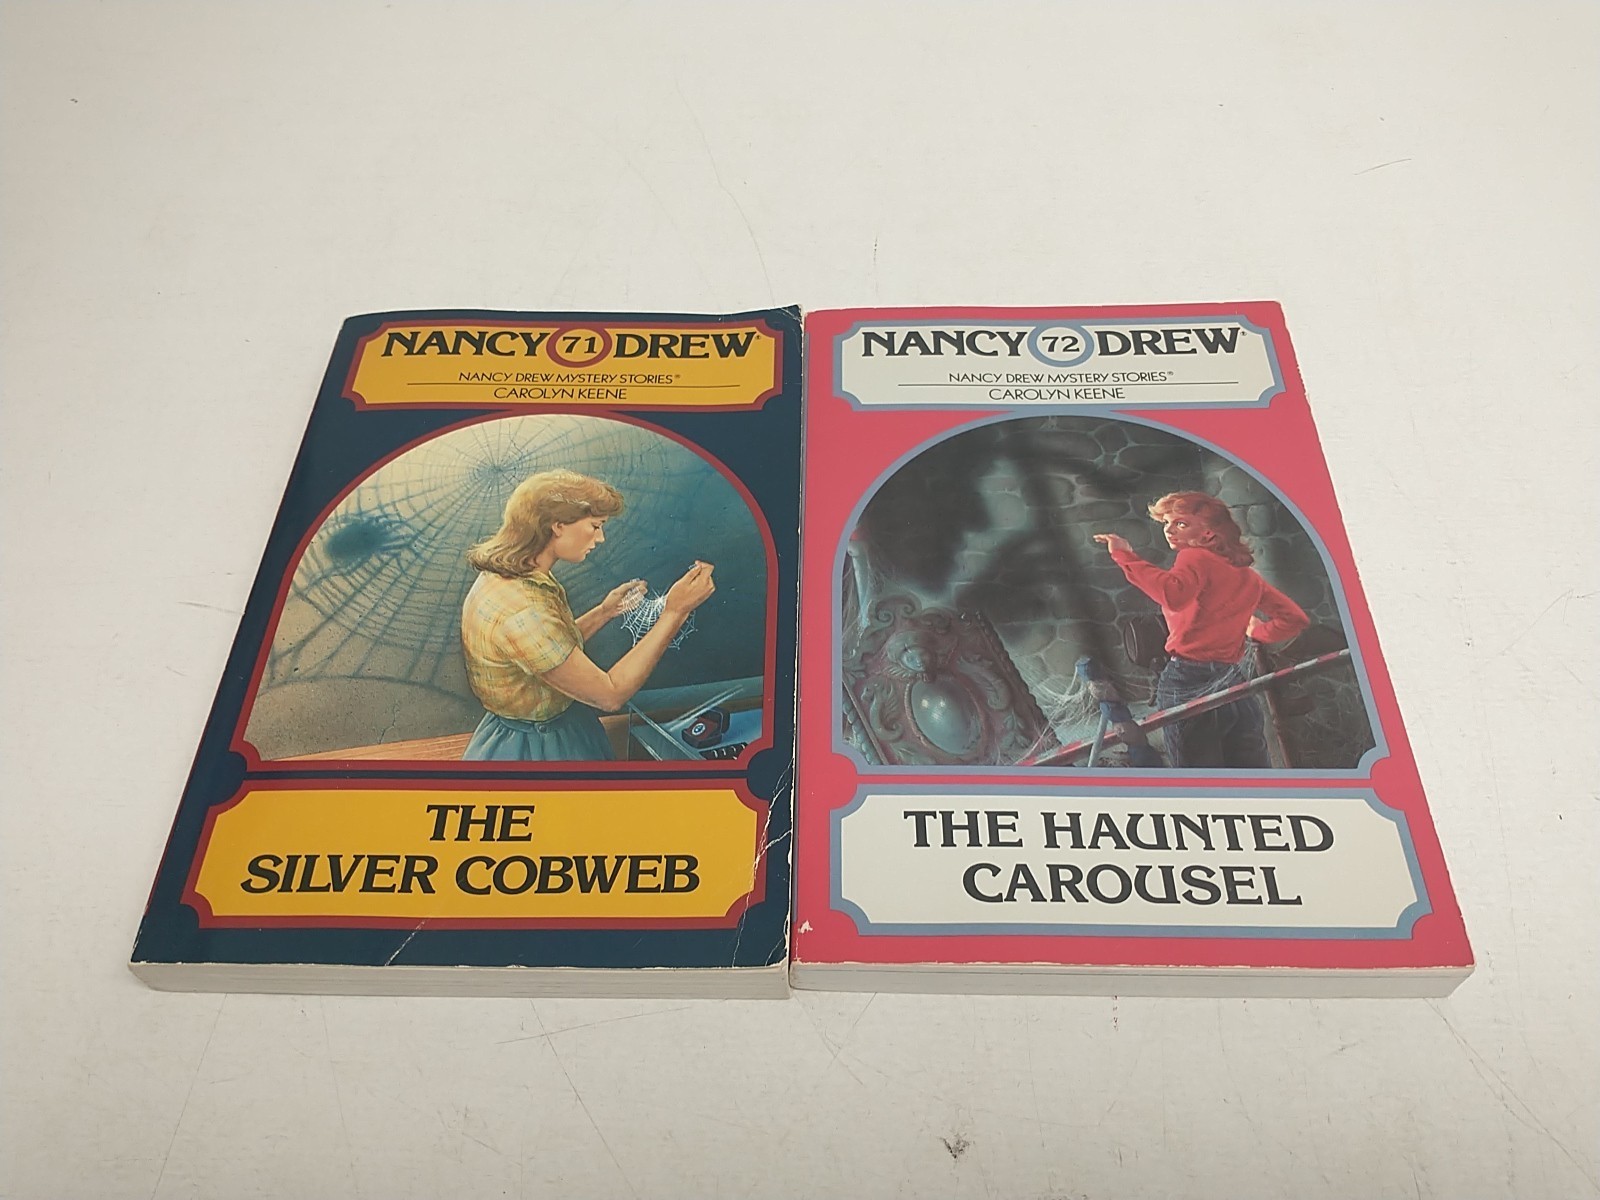 NANCY 71 DREW®
NANCY DREW MYSTERY STORIES®
CAROLYN KEENE
THE
SILVER COBWEB
NANCY 72 DREW®
NANCY DREW MYSTERY STORIES®
CAROLYN KEENE
THE HAUNTED
CAROUSEL